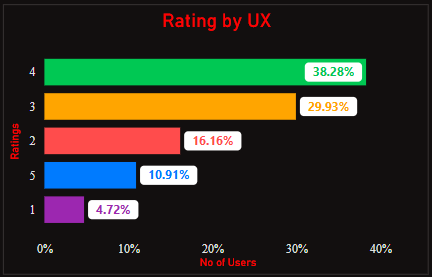 Rating by UX
Ratings
4 38.28%
3 29.93%
2 16.16%
5 10.91%
1 4.72%
0% 10% 20% 30% 40%
No of Users